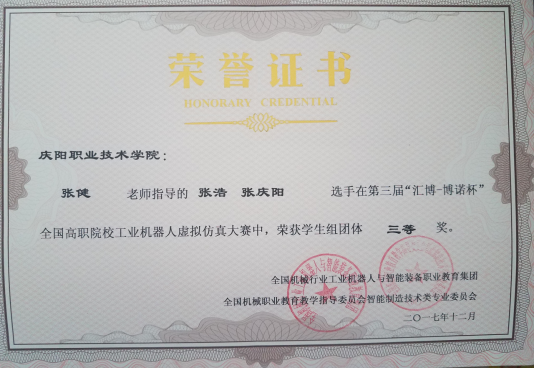 荣誉证书
HONORARY CREDENTIAL
庆阳职业技术学院：
张健 老师指导的 张浩 张庆阳 选手在第三届“汇博-博诺杯”
全国高职院校工业机器人虚拟仿真大赛中，荣获学生组团体 三等 奖。
全国机械行业工业机器人与智能装备职业教育集团
全国机械职业教育教学指导委员会智能制造技术类专业委员会
二〇一七年十二月